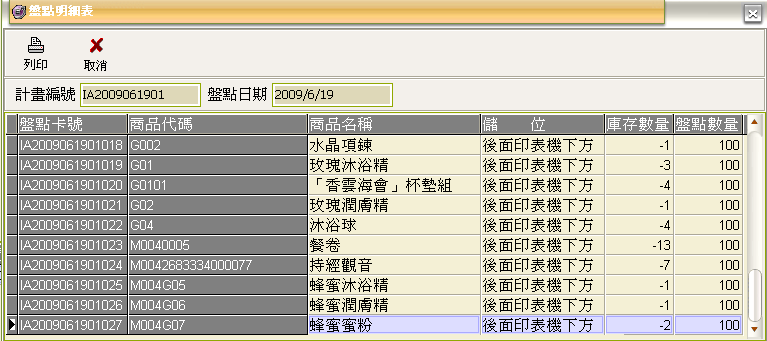 盤點明細表
列印 取消
計畫編號 IA2009061901 盤點日期 2009/6/19
盤點卡號 商品代碼 商品名稱 儲 位 庫存數量 盤點數量
IA2009061901018 G002 水晶項鍊 後面印表機下方 -1 100
IA2009061901019 G01 玫瑰沐浴精 後面印表機下方 -3 100
IA2009061901020 G0101 「香雲海會」杯墊組 後面印表機下方 -4 100
IA2009061901021 G02 玫瑰潤膚精 後面印表機下方 -1 100
IA2009061901022 G04 沐浴球 後面印表機下方 -4 100
IA2009061901023 M0040005 餐卷 後面印表機下方 -13 100
IA2009061901024 M0042683334000077 持經觀音 後面印表機下方 -7 100
IA2009061901025 M004G05 蜂蜜沐浴精 後面印表機下方 -1 100
IA2009061901026 M004G06 蜂蜜潤膚精 後面印表機下方 -1 100
IA2009061901027 M004G07 蜂蜜蜜粉 後面印表機下方 -2 100